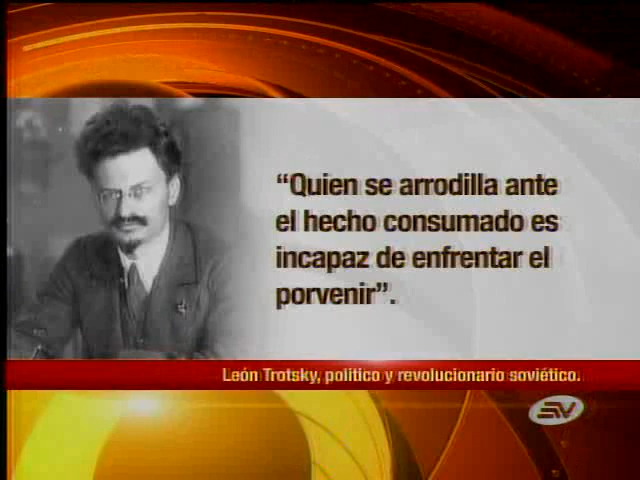 “Quien se arrodilla ante
el hecho consumado es
incapaz de enfrentar el
porvenir”.
León Trotsky, político y revolucionario soviético.